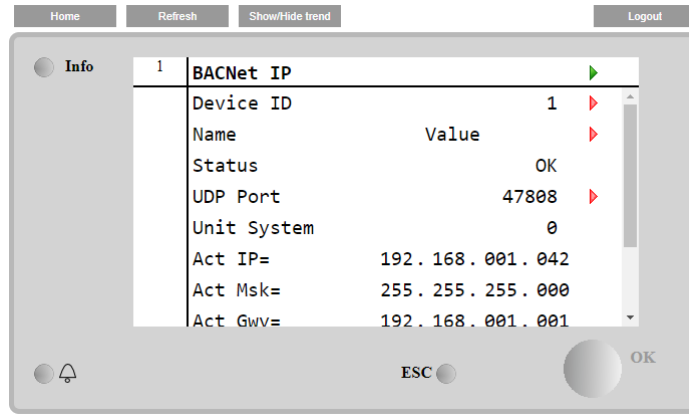 Home Refresh Show/Hide trend Logout
Info
1 BACNet IP
Device ID 1
Name Value
Status OK
UDP Port 47808
Unit System 0
Act IP= 192.168.001.042
Act Msk= 255.255.255.000
Act Gwy= 192.168.001.001
ESC OK